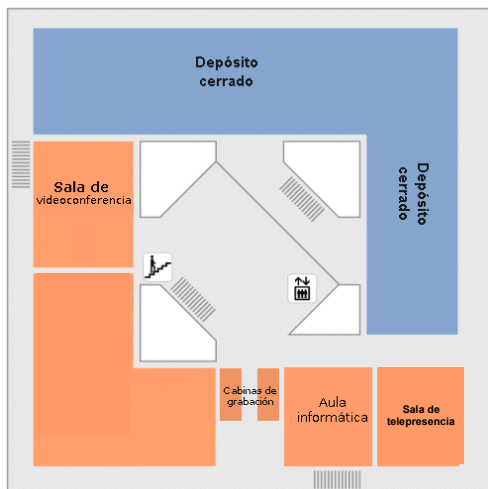 Depósito
cerrado
Depósito
cerrado
Sala de
videoconferencia
Cabinas de
grabación
Aula
informática
Sala de
telepresencia